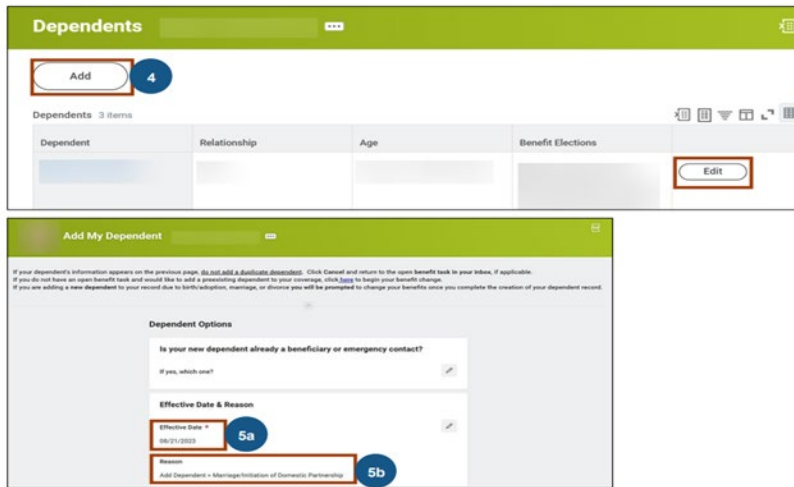 Dependents
Add
4
Dependents 3 items
Dependent Relationship Age Benefit Elections
Edit
Add My Dependent
If your dependent's information appears on the previous page, do not add a duplicate dependent. Click Cancel and return to the open benefit task in your inbox, if applicable.
If you do not have an open benefit task and would like to add a preexisting dependent to your coverage, click here to begin your benefit change.
If you are adding a new dependent to your record due to birth/adoption, marriage, or divorce you will be prompted to change your benefits once you complete the creation of your dependent record.
Dependent Options
Is your new dependent already a beneficiary or emergency contact?
If yes, which one?
Effective Date & Reason
Effective Date *
08/21/2023
5a
Reason
Add Dependent > Marriage/Initiation of Domestic Partnership
5b